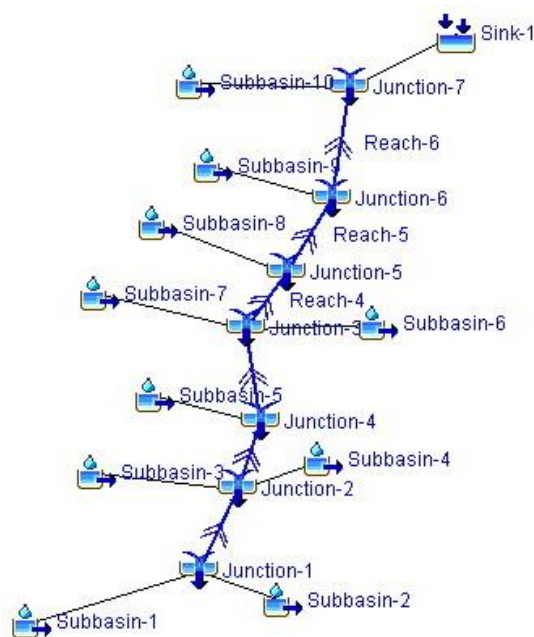 Sink-1
Subbasin-10
Junction-7
Reach-6
Subbasin-9
Junction-6
Subbasin-8
Reach-5
Junction-5
Subbasin-7
Reach-4
Junction-3
Subbasin-6
Subbasin-5
Junction-4
Subbasin-3
Subbasin-4
Junction-2
Junction-1
Subbasin-1
Subbasin-2